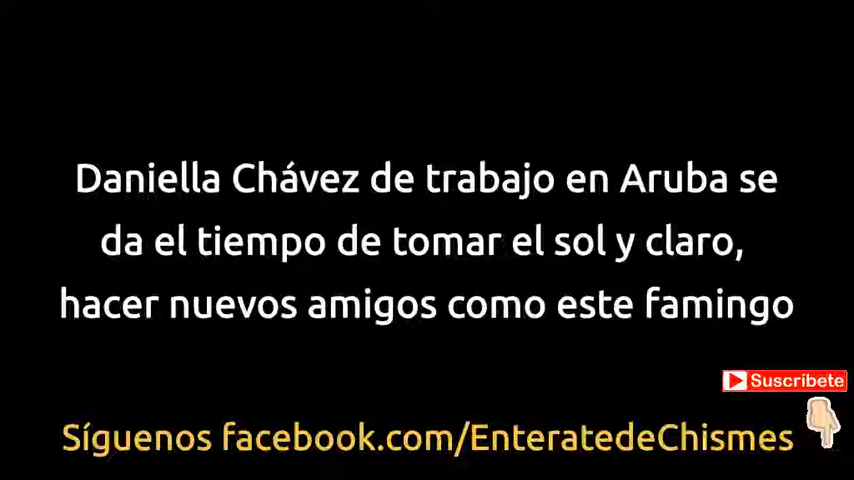 Daniella Chávez de trabajo en Aruba se
da el tiempo de tomar el sol y claro,
hacer nuevos amigos como este famingo
Suscríbete
Síguenos facebook.com/EnteratedeChismes